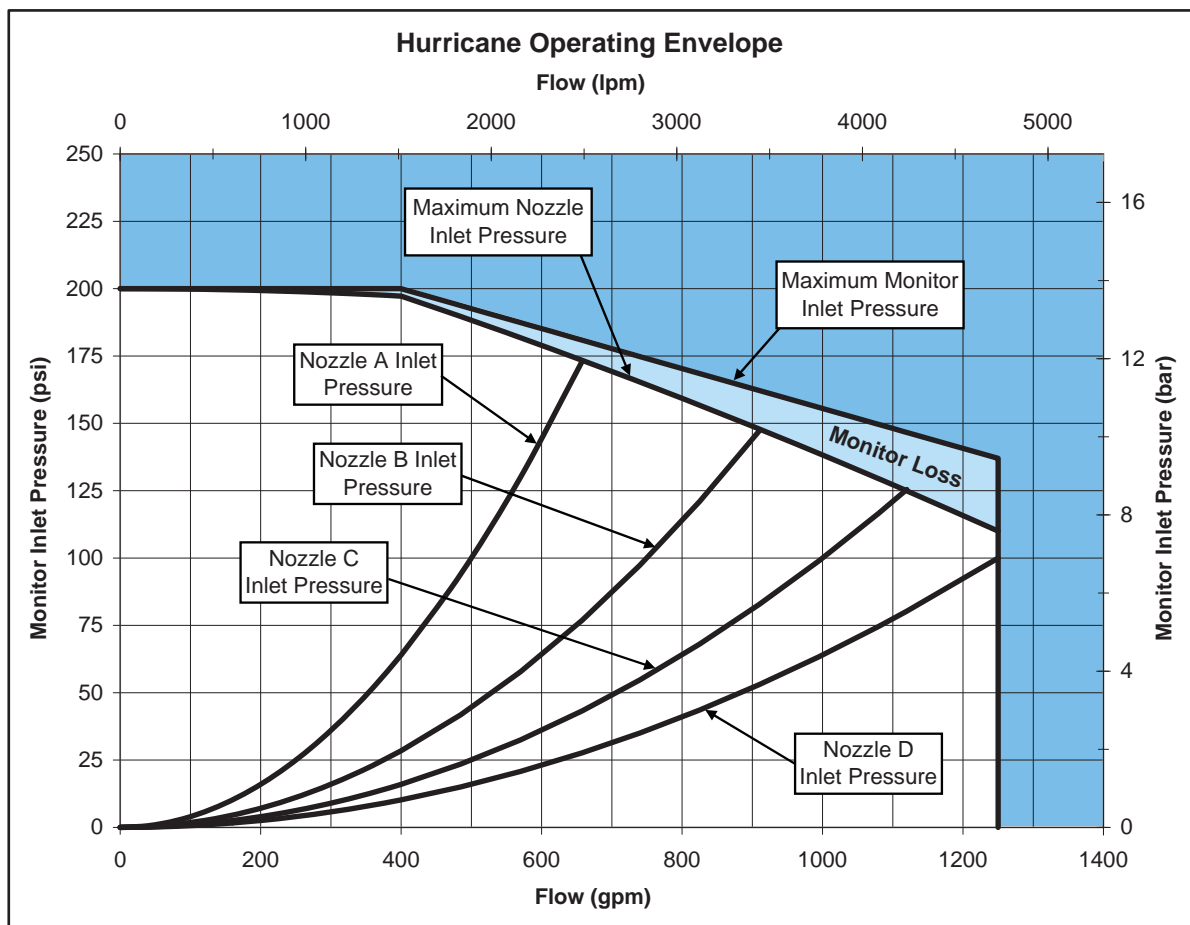 Hurricane Operating Envelope
Flow (lpm)
0 1000 2000 3000 4000 5000
250
225
200
175
150
125
100
75
50
25
0
Monitor Inlet Pressure (psi)
Maximum Nozzle
Inlet Pressure
Maximum Monitor
Inlet Pressure
Nozzle A Inlet
Pressure
Nozzle B Inlet
Pressure
Monitor Loss
Nozzle C
Inlet Pressure
Nozzle D
Inlet Pressure
16
12
8
4
0
Monitor Inlet Pressure (bar)
0 200 400 600 800 1000 1200 1400
Flow (gpm)